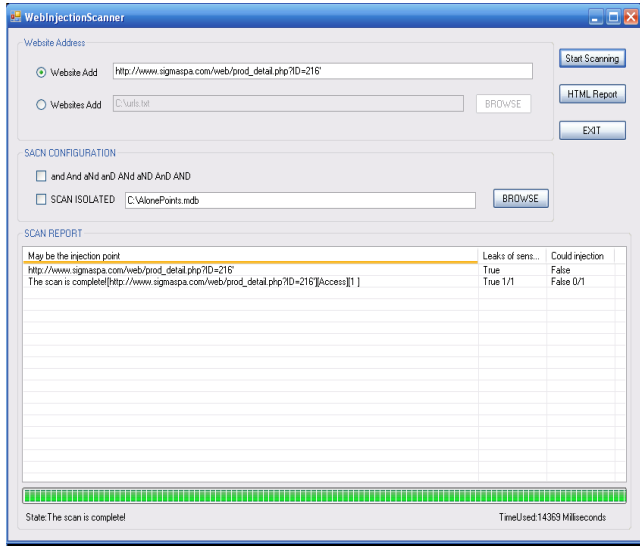 WebInjectionScanner
Website Address
Website Add http://www.sigmaspa.com/web/prod_detail.php?ID=216' Start Scanning
Websites Add C:\urls.txt BROWSE HTML Report
EXIT
SACN CONFIGURATION
and And aNd anD ANd aND AnD AND
SCAN ISOLATED C:\AlonePoints.mdb BROWSE
SCAN REPORT
May be the injection point Leaks of sens... Could injection
http://www.sigmaspa.com/web/prod_detail.php?ID=216' True False
The scan is complete![http://www.sigmaspa.com/web/prod_detail.php?ID=216'][Access][1 ] True 1/1 False 0/1
State:The scan is complete! TimeUsed:14369 Milliseconds